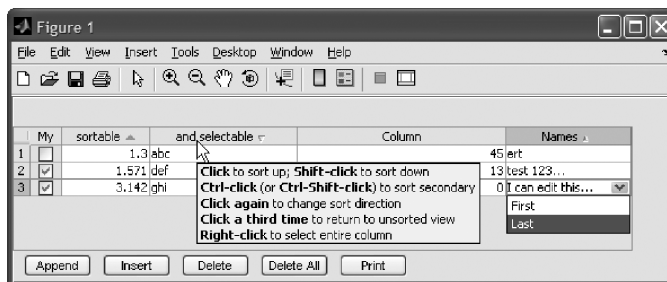 Figure 1
File Edit View Insert Tools Desktop Window Help
My sortable and selectable Column Names
1 1.3 abc 45 ert
2 1.571 def 13 test 123...
3 3.142 ghi 0 I can edit this...
Click to sort up; Shift-click to sort down
Ctrl-click (or Ctrl-Shift-click) to sort secondary
Click again to change sort direction
Click a third time to return to unsorted view
Right-click to select entire column
First
Last
Append Insert Delete Delete All Print